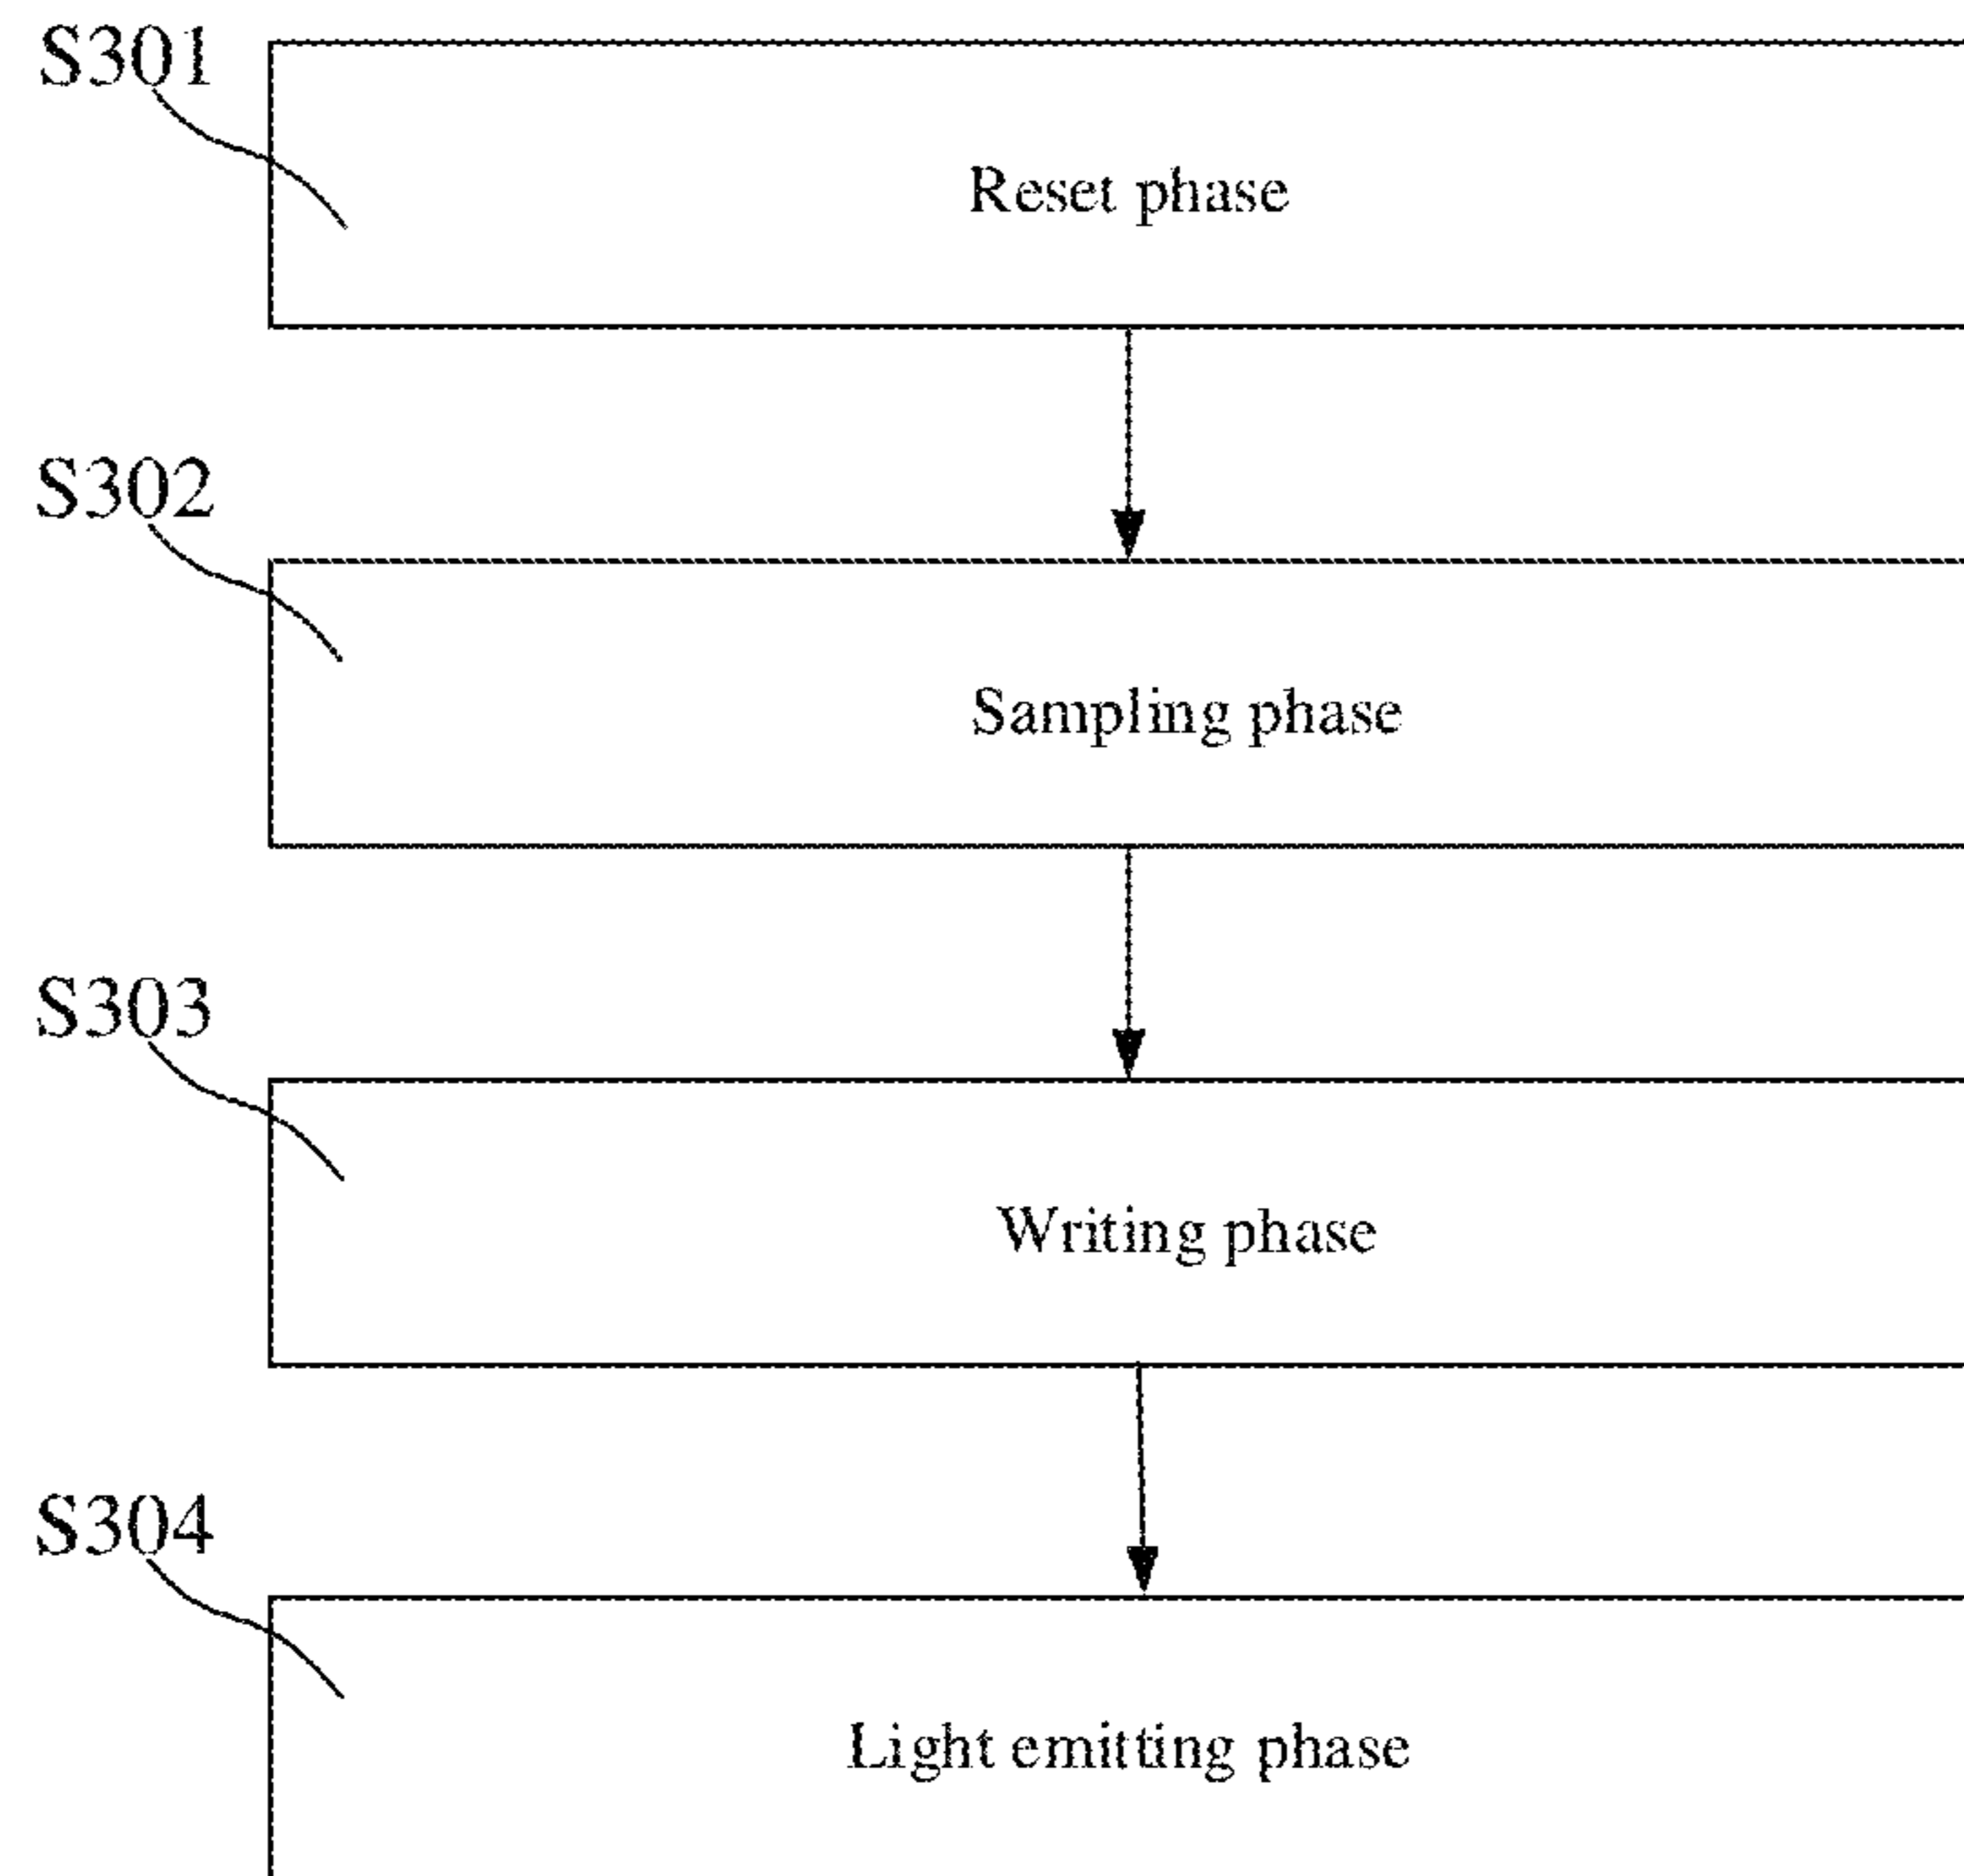 S301
Reset phase
S302
Sampling phase
S303
Writing phase
S304
Light emitting phase